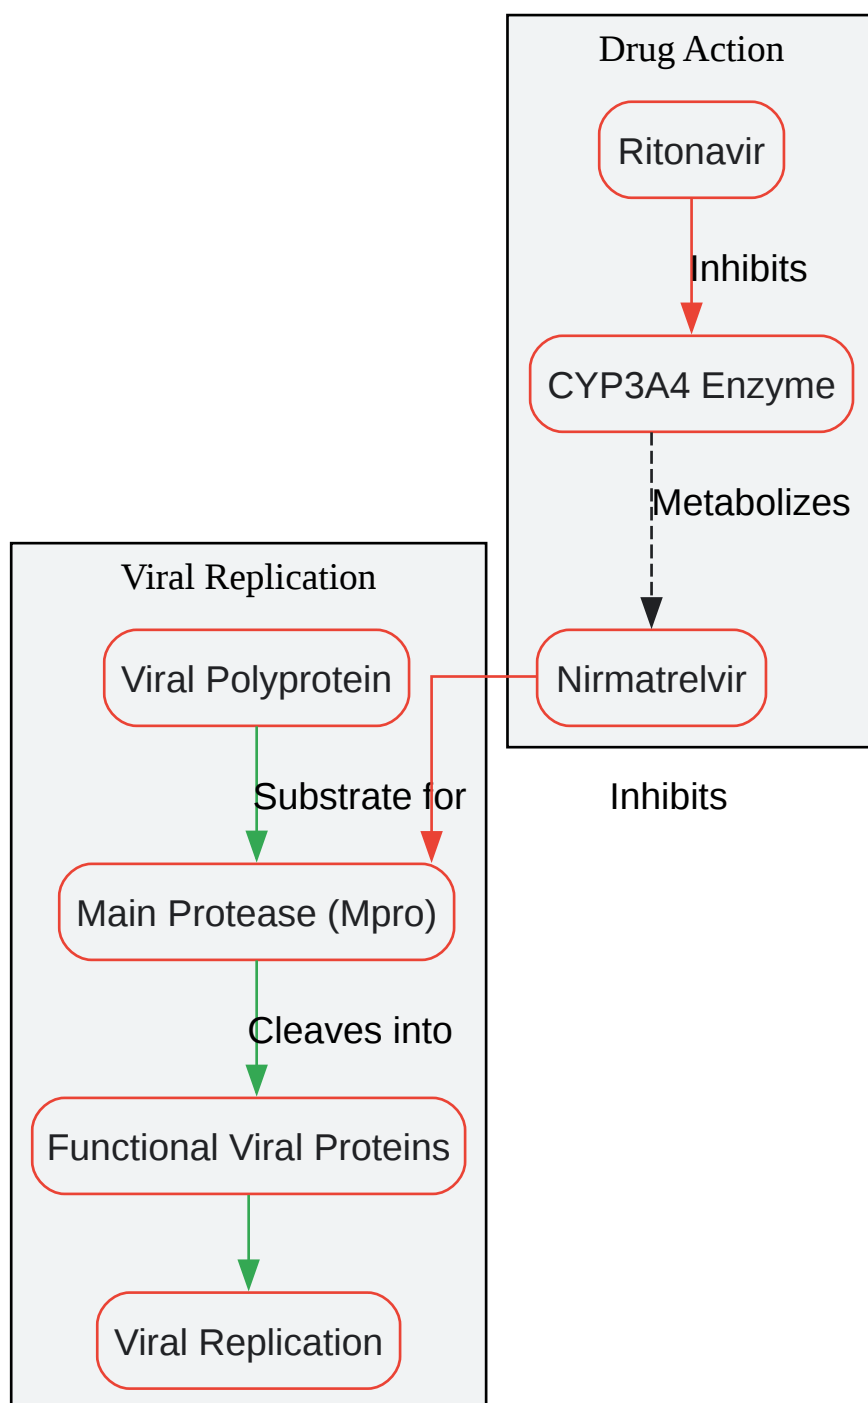 Drug Action
Ritonavir
Inhibits
CYP3A4 Enzyme
Metabolizes
Nirmatrelvir
Inhibits
Viral Replication
Viral Polyprotein
Substrate for
Main Protease (Mpro)
Cleaves into
Functional Viral Proteins
Viral Replication